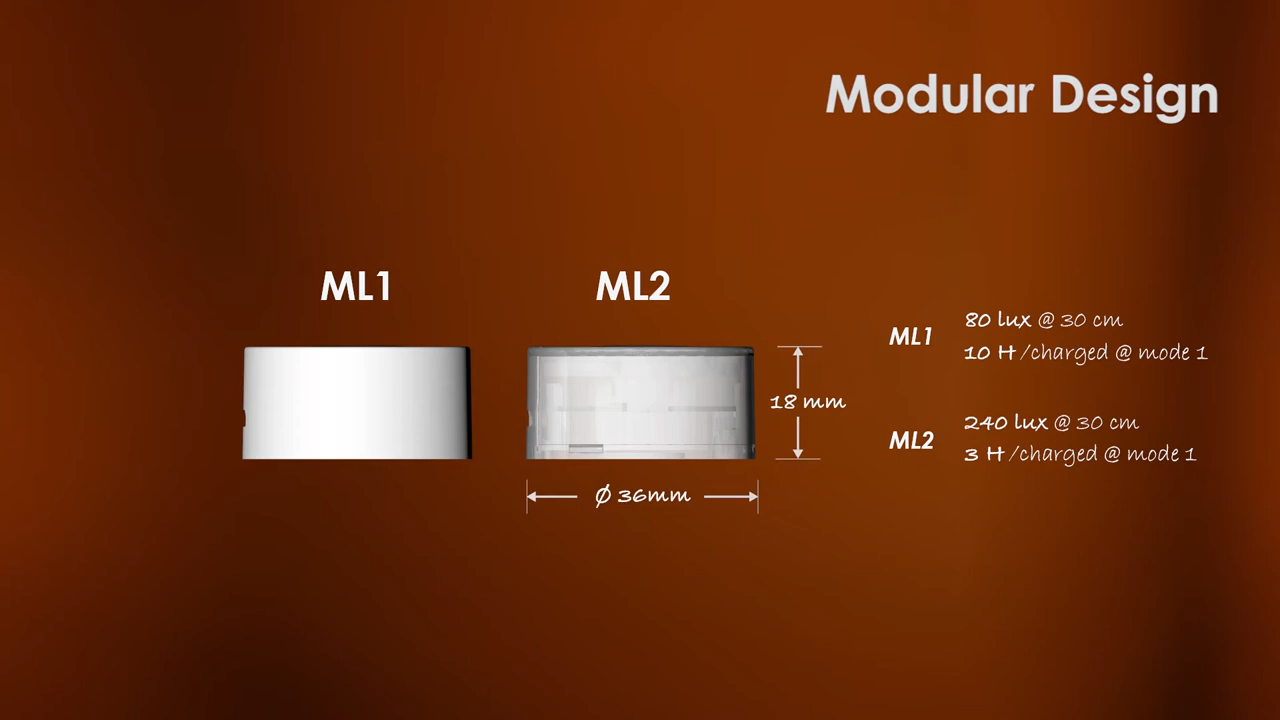 Modular Design
ML1
ML2
18 mm
Ø 36mm
ML1
80 lux @ 30 cm
10 H /charged @ mode 1
ML2
240 lux @ 30 cm
3 H /charged @ mode 1